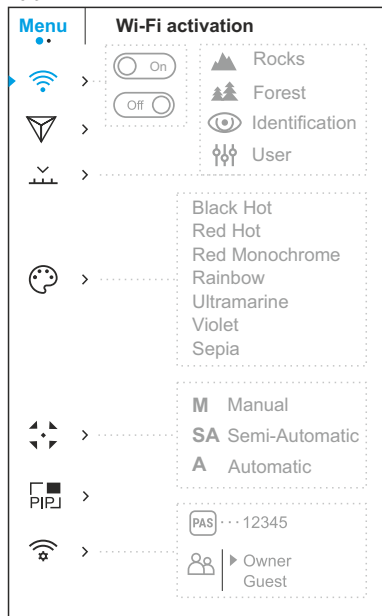 Menu Wi-Fi activation
On
Off
Rocks
Forest
Identification
User
Black Hot
Red Hot
Red Monochrome
Rainbow
Ultramarine
Violet
Sepia
M Manual
SA Semi-Automatic
A Automatic
PIP
PAS 12345
Owner
Guest